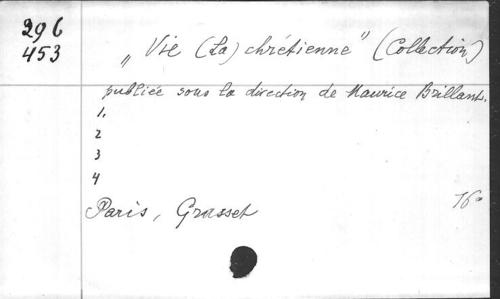 296
453
„Vie (La) chrétienne" (Collection)
publiée sous la direction de Maurice Brillant.
1.
2
3
4
Paris, Grasset
16°